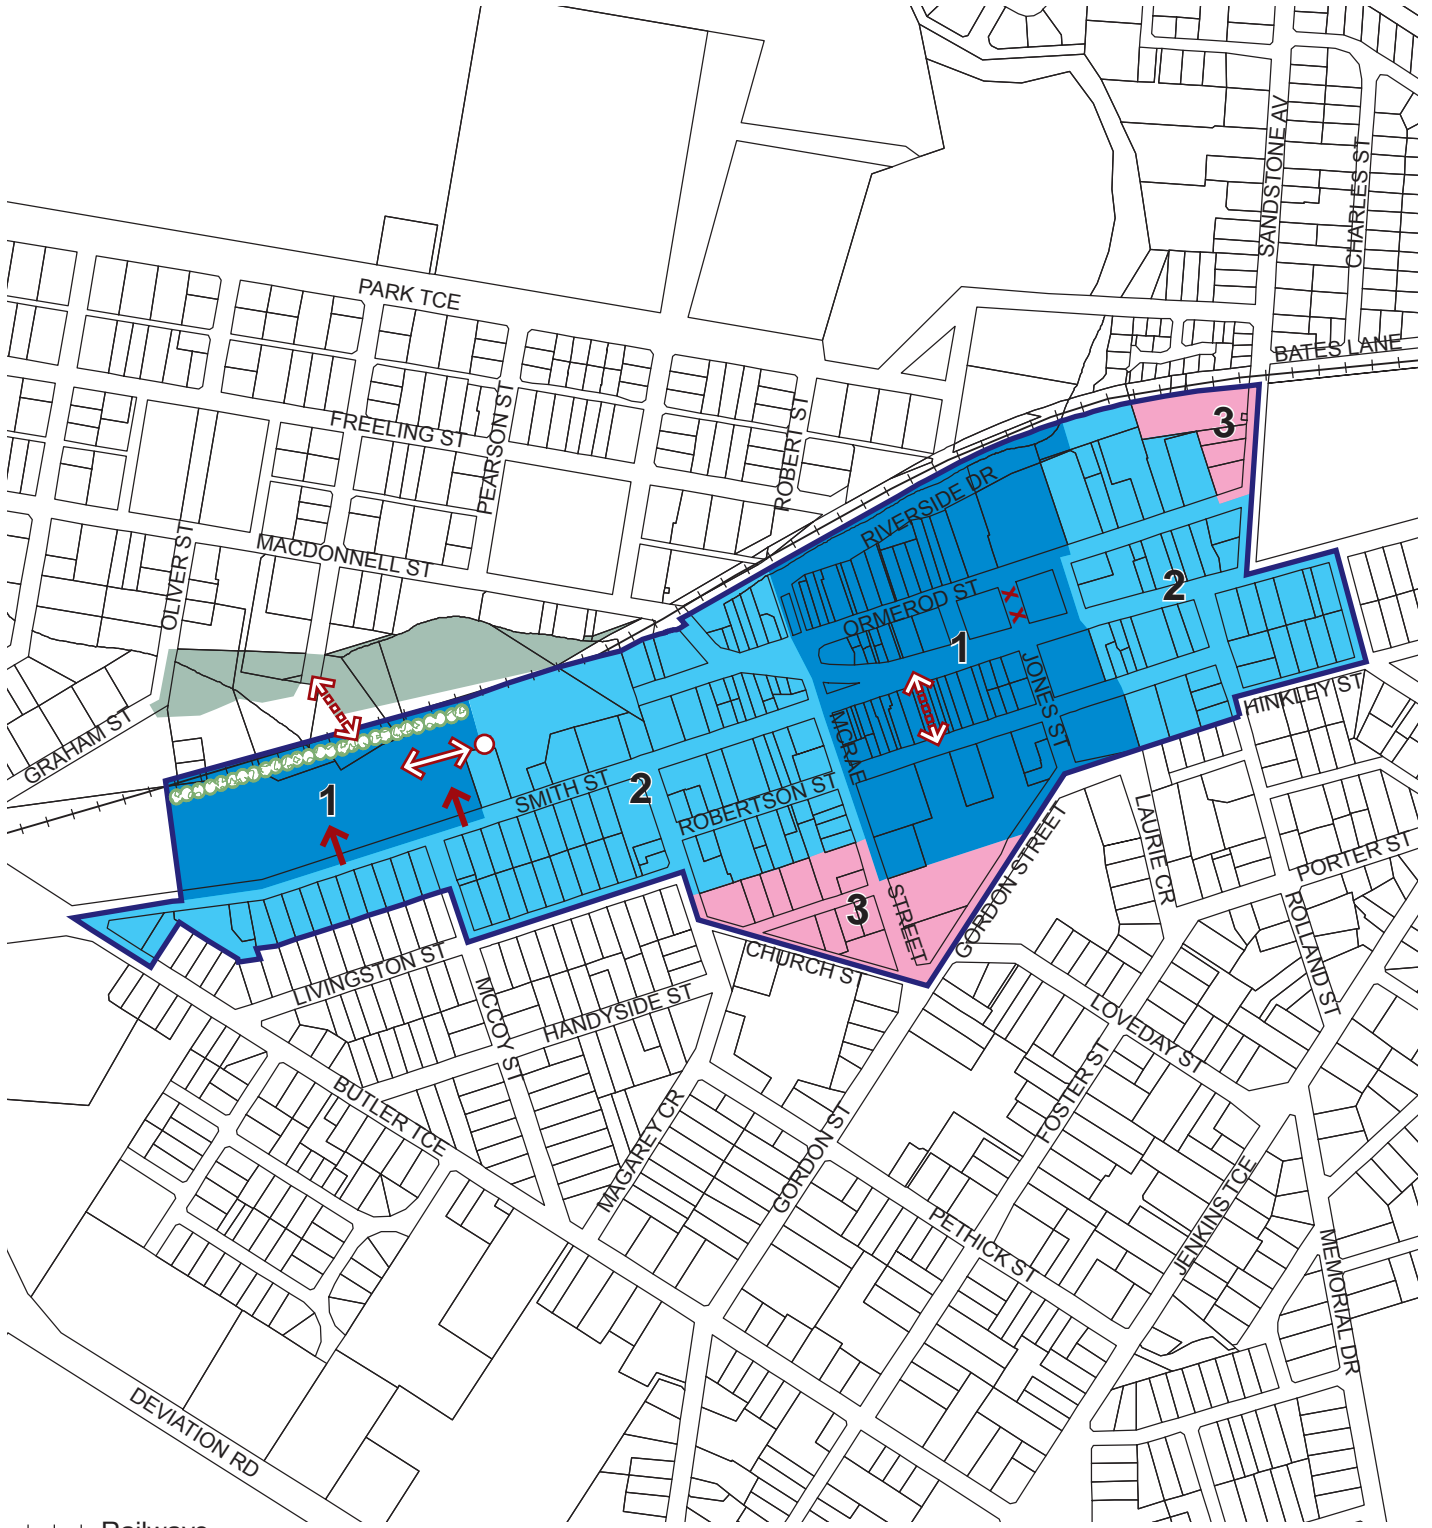 SANDSTONE AV
CHARLES ST
PARK TCE
BATES LANE
FREELING ST
PEARSON ST
ROBERT ST
3
RIVERSIDE DR
MACDONNELL ST
OLIVER ST
ORMEROD ST
2
1
JONES ST
HINKLEY ST
GRAHAM ST
MCRAE
STREET
1
SMITH ST
2
ROBERTSON ST
LAURIE CR
PORTER ST
GORDON STREET
3
ROLLAND ST
CHURCH ST
LIVINGSTON ST
MCCOY ST
HANDYSIDE ST
LOVEDAY ST
FOSTER ST
BUTLER TCE
MAGAREY CR
GORDON ST
PETHICK ST
JENKINS TCE
MEMORIAL DR
DEVIATION RD
Railways